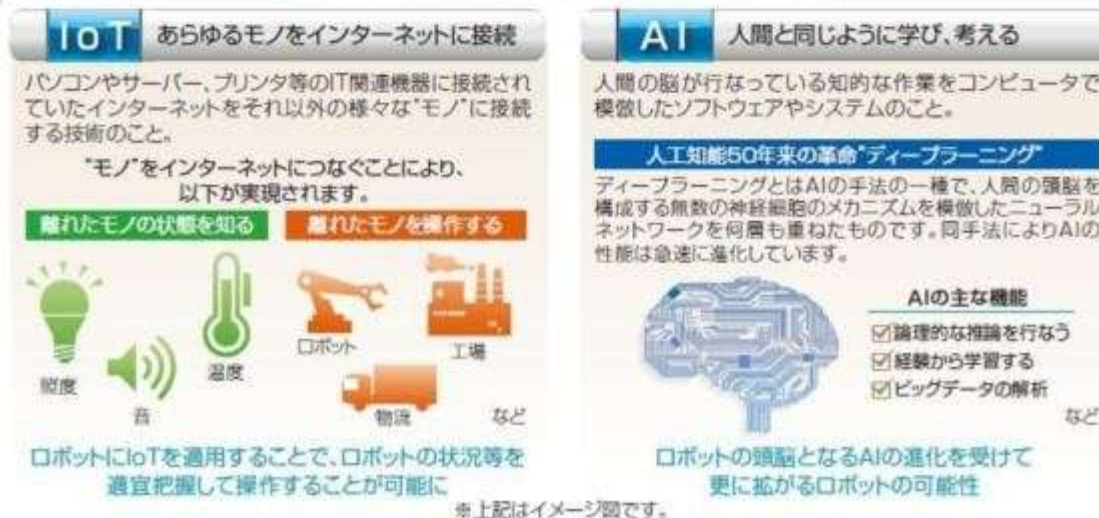 IoT あらゆるモノをインターネットに接続
パソコンやサーバー、プリンタ等のIT関連機器に接続され
ていたインターネットをそれ以外の様々な"モノ"に接続
する技術のこと。
"モノ"をインターネットにつなぐことにより、
以下が実現されます。
離れたモノの状態を知る
離れたモノを操作する
照度
音
温度
ロボット
工場
物流
など
ロボットにIoTを適用することで、ロボットの状況等を
適宜把握して操作することが可能に
AI 人間と同じように学び、考える
人間の脳が行なっている知的な作業をコンピュータで
模倣したソフトウェアやシステムのこと。
人工知能50年来の革命"ディープラーニング"
ディープラーニングとはAIの手法の一種で、人間の頭脳を
構成する無数の神経細胞のメカニズムを模倣したニューラル
ネットワークを何層も重ねたものです。同手法によりAIの
性能は急速に進化しています。
AIの主な機能
☑論理的な推論を行なう
☑経験から学習する
☑ビッグデータの解析
など
ロボットの頭脳となるAIの進化を受けて
更に拡がるロボットの可能性
※上記はイメージ図です。